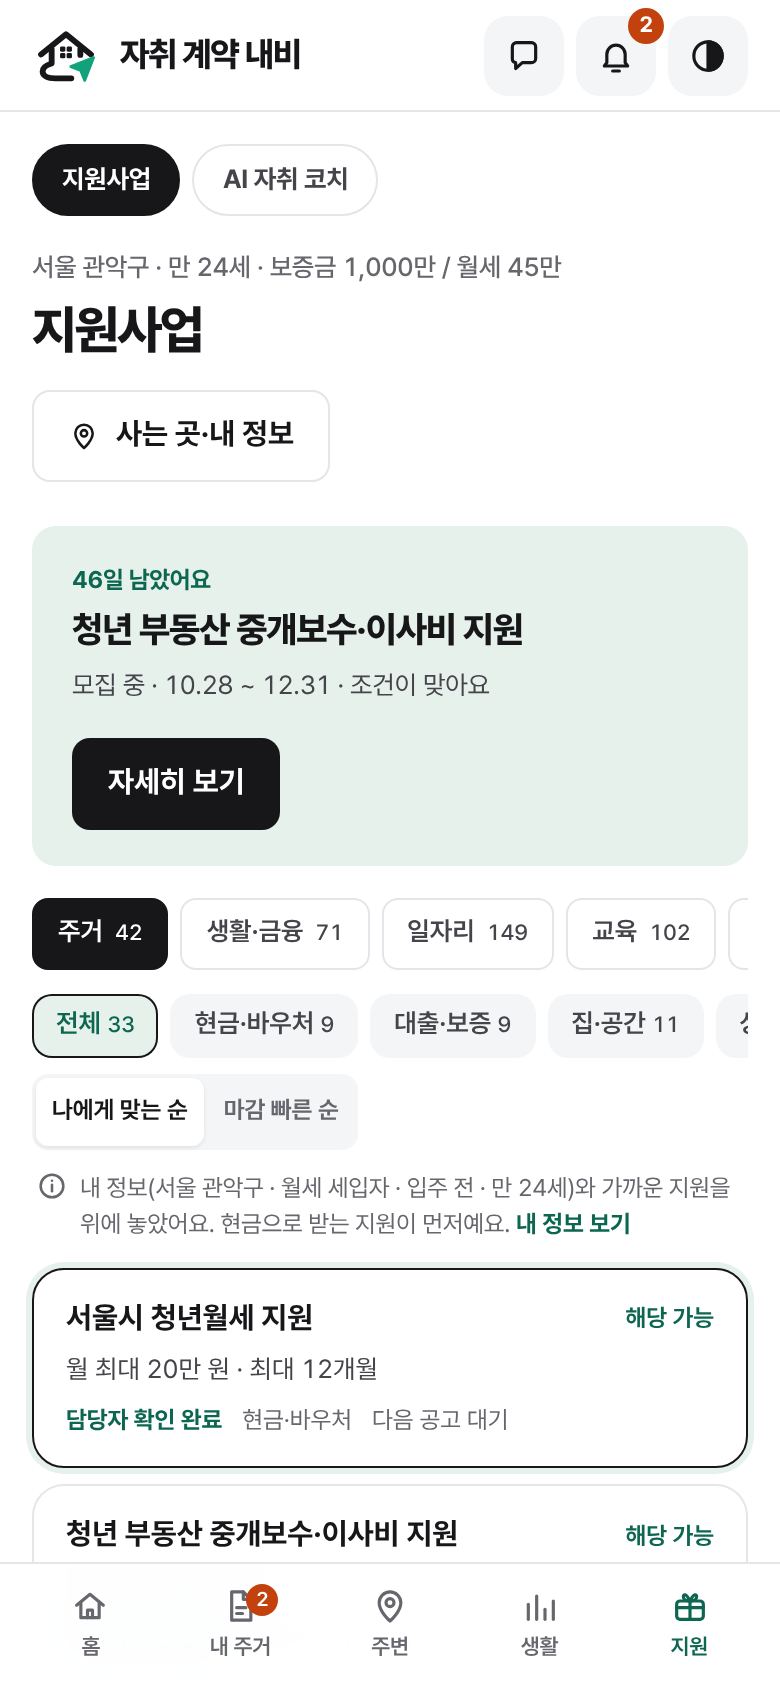 자취 계약 내비
2
지원사업
AI 자취 코치
서울 관악구 · 만 24세 · 보증금 1,000만 / 월세 45만
지원사업
사는 곳·내 정보
46일 남았어요
청년 부동산 중개보수·이사비 지원
모집 중 · 10.28 ~ 12.31 · 조건이 맞아요
자세히 보기
주거 42
생활·금융 71
일자리 149
교육 102
전체 33
현금·바우처 9
대출·보증 9
집·공간 11
나에게 맞는 순
마감 빠른 순
내 정보(서울 관악구 · 월세 세입자 · 입주 전 · 만 24세)와 가까운 지원을
위에 놓았어요. 현금으로 받는 지원이 먼저예요. 내 정보 보기
서울시 청년월세 지원
해당 가능
월 최대 20만 원 · 최대 12개월
담당자 확인 완료 현금·바우처 다음 공고 대기
청년 부동산 중개보수·이사비 지원
해당 가능
홈
2
내 주거
주변
생활
지원